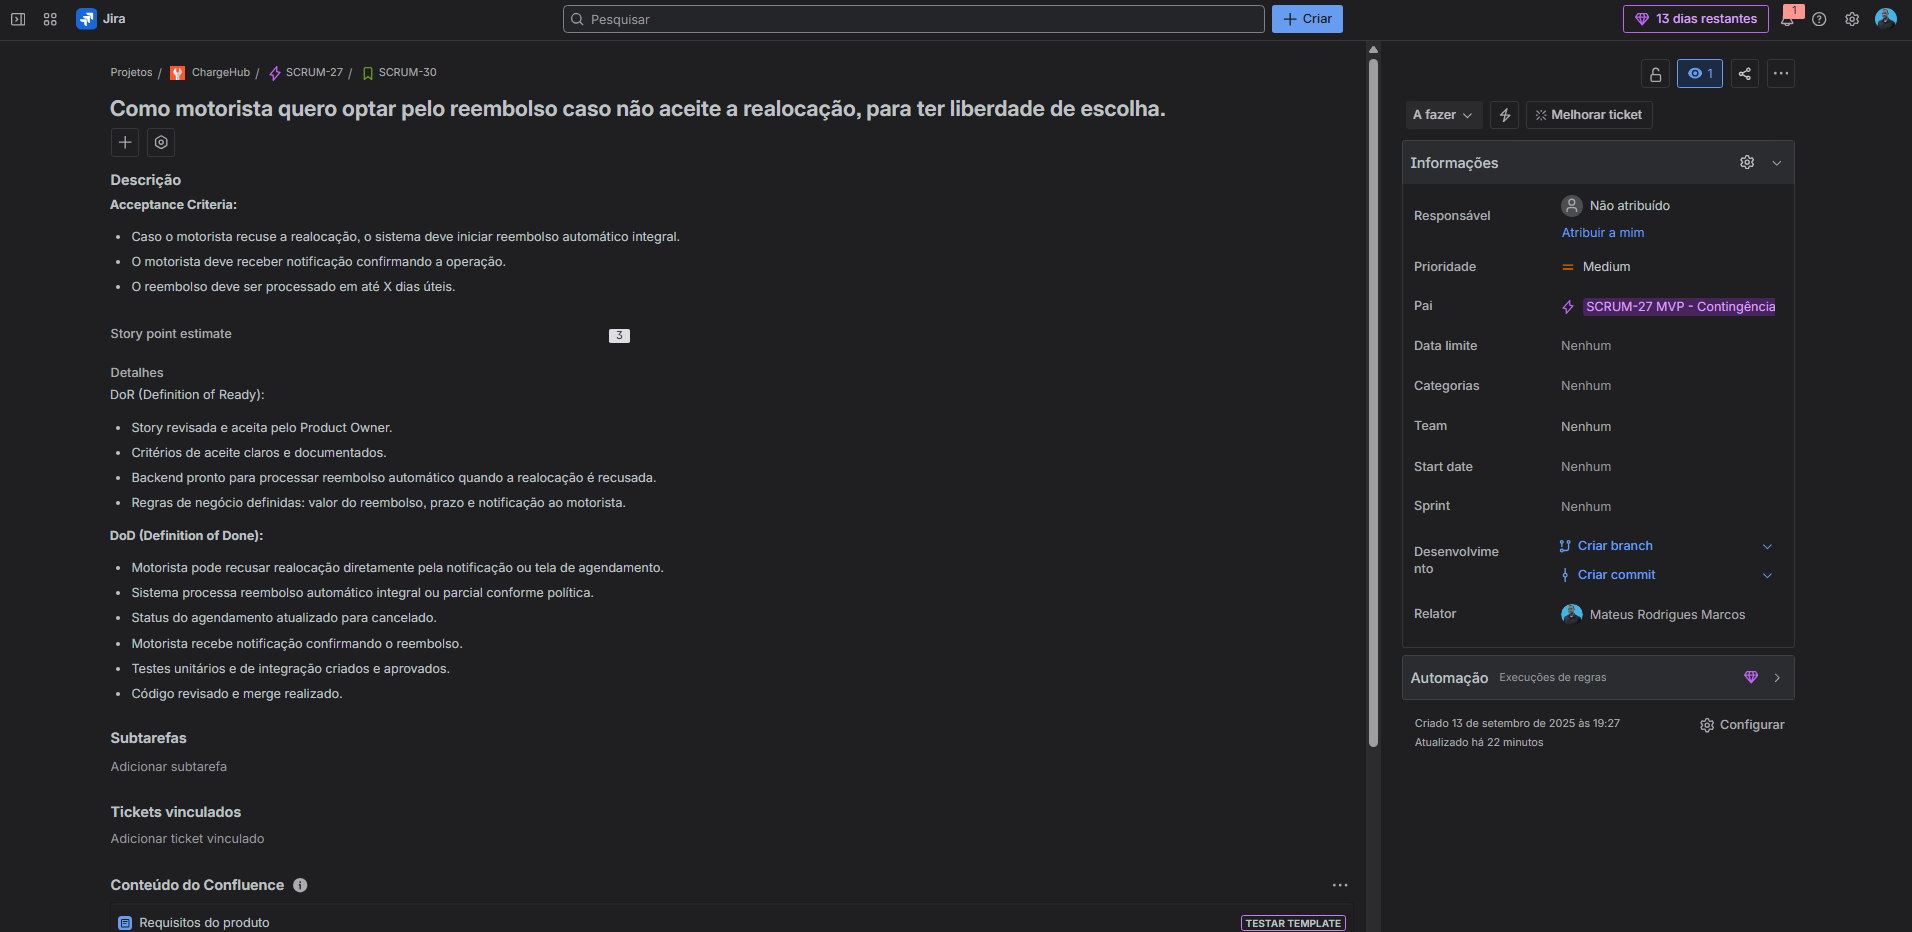 Jira
Pesquisar
Criar
13 dias restantes
1
Projetos / ChargeHub / SCRUM-27 / SCRUM-30
1
Como motorista quero optar pelo reembolso caso não aceite a realocação, para ter liberdade de escolha.
Descrição
Acceptance Criteria:
Caso o motorista recuse a realocação, o sistema deve iniciar reembolso automático integral.
O motorista deve receber notificação confirmando a operação.
O reembolso deve ser processado em até X dias úteis.
Story point estimate 3
Detalhes
DoR (Definition of Ready):
Story revisada e aceita pelo Product Owner.
Critérios de aceite claros e documentados.
Backend pronto para processar reembolso automático quando a realocação é recusada.
Regras de negócio definidas: valor do reembolso, prazo e notificação ao motorista.
DoD (Definition of Done):
Motorista pode recusar realocação diretamente pela notificação ou tela de agendamento.
Sistema processa reembolso automático integral ou parcial conforme política.
Status do agendamento atualizado para cancelado.
Motorista recebe notificação confirmando o reembolso.
Testes unitários e de integração criados e aprovados.
Código revisado e merge realizado.
Subtarefas
Adicionar subtarefa
Tickets vinculados
Adicionar ticket vinculado
Conteúdo do Confluence
Requisitos do produto
TESTAR TEMPLATE
A fazer
Melhorar ticket
Informações
Responsável Não atribuído
Atribuir a mim
Prioridade Medium
Pai SCRUM-27 MVP - Contingência
Data limite Nenhum
Categorias Nenhum
Team Nenhum
Start date Nenhum
Sprint Nenhum
Desenvolvime
nto
Criar branch
Criar commit
Relator Mateus Rodrigues Marcos
Automação Execuções de regras
Criado 13 de setembro de 2025 às 19:27
Atualizado há 22 minutos
Configurar